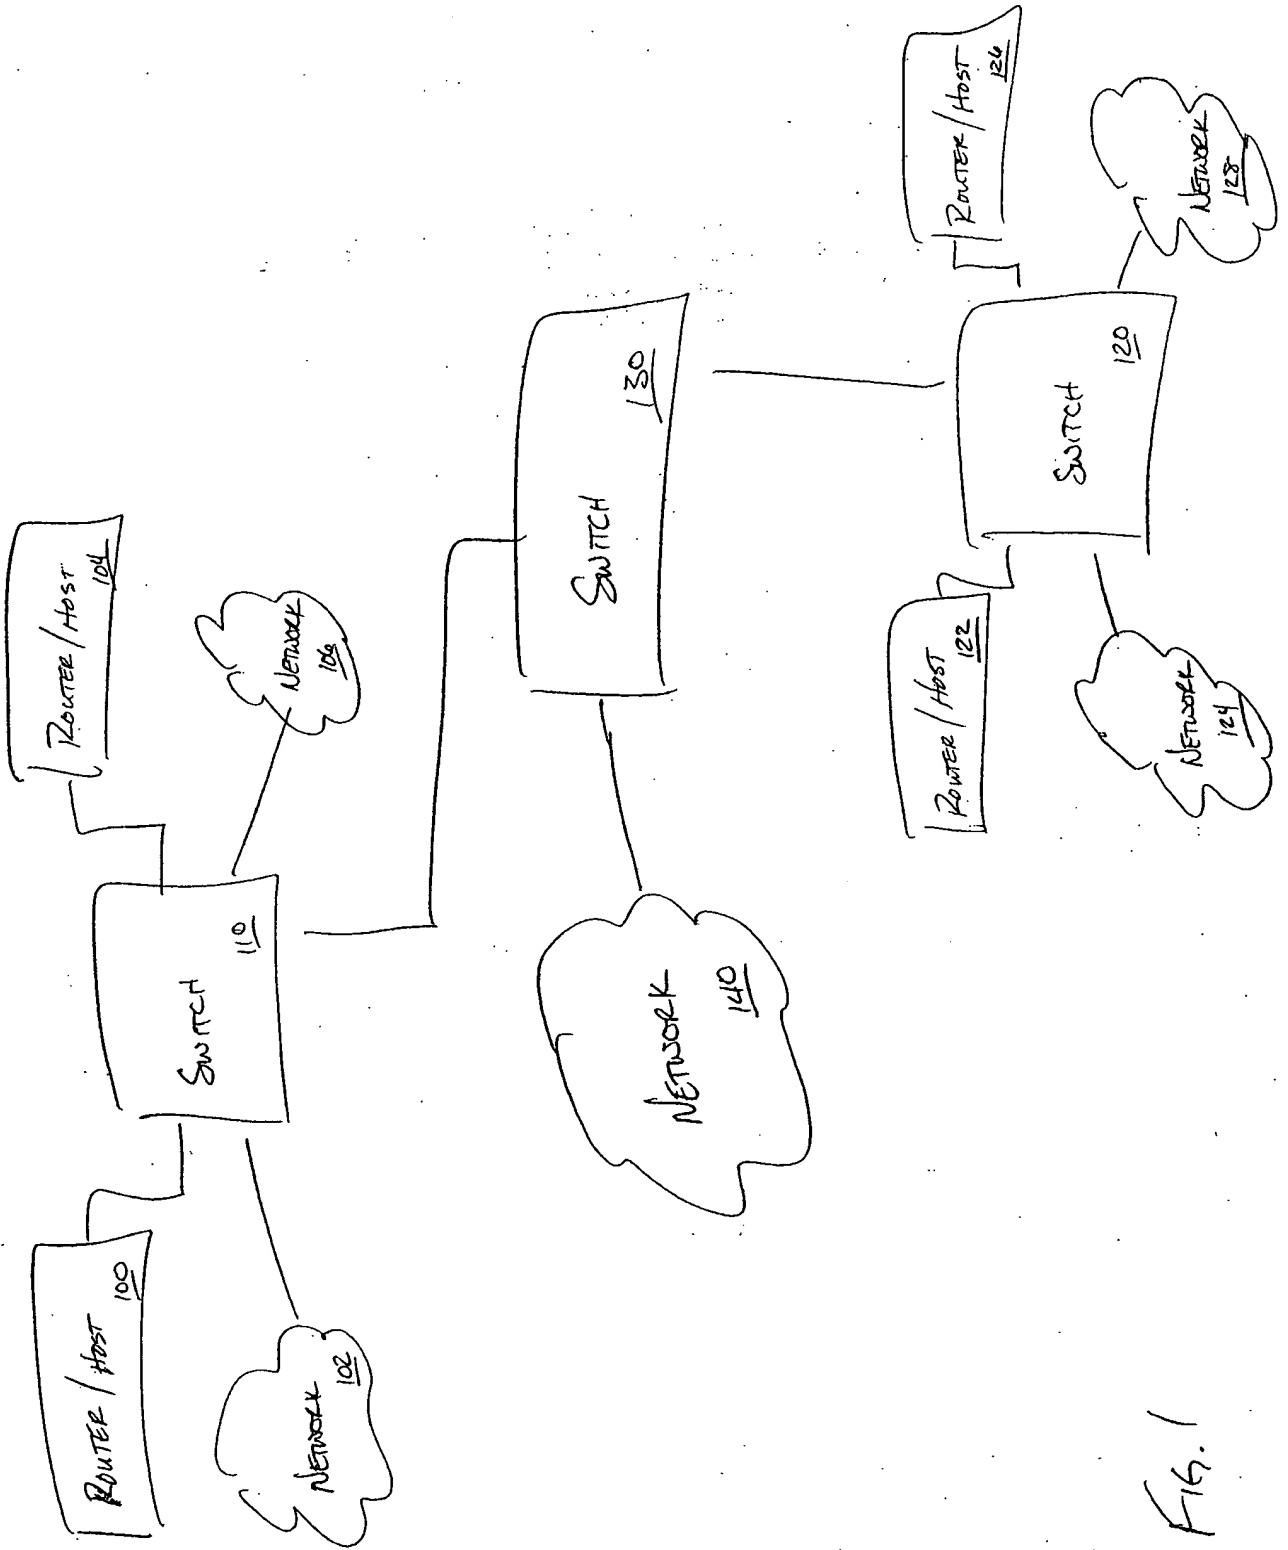 ROUTER / HOST
100
NETWORK
102
SWITCH
110
ROUTER / HOST
104
NETWORK
106
NETWORK
140
SWITCH
130
ROUTER / HOST
122
NETWORK
124
SWITCH
120
ROUTER / HOST
126
NETWORK
128
FIG. 1